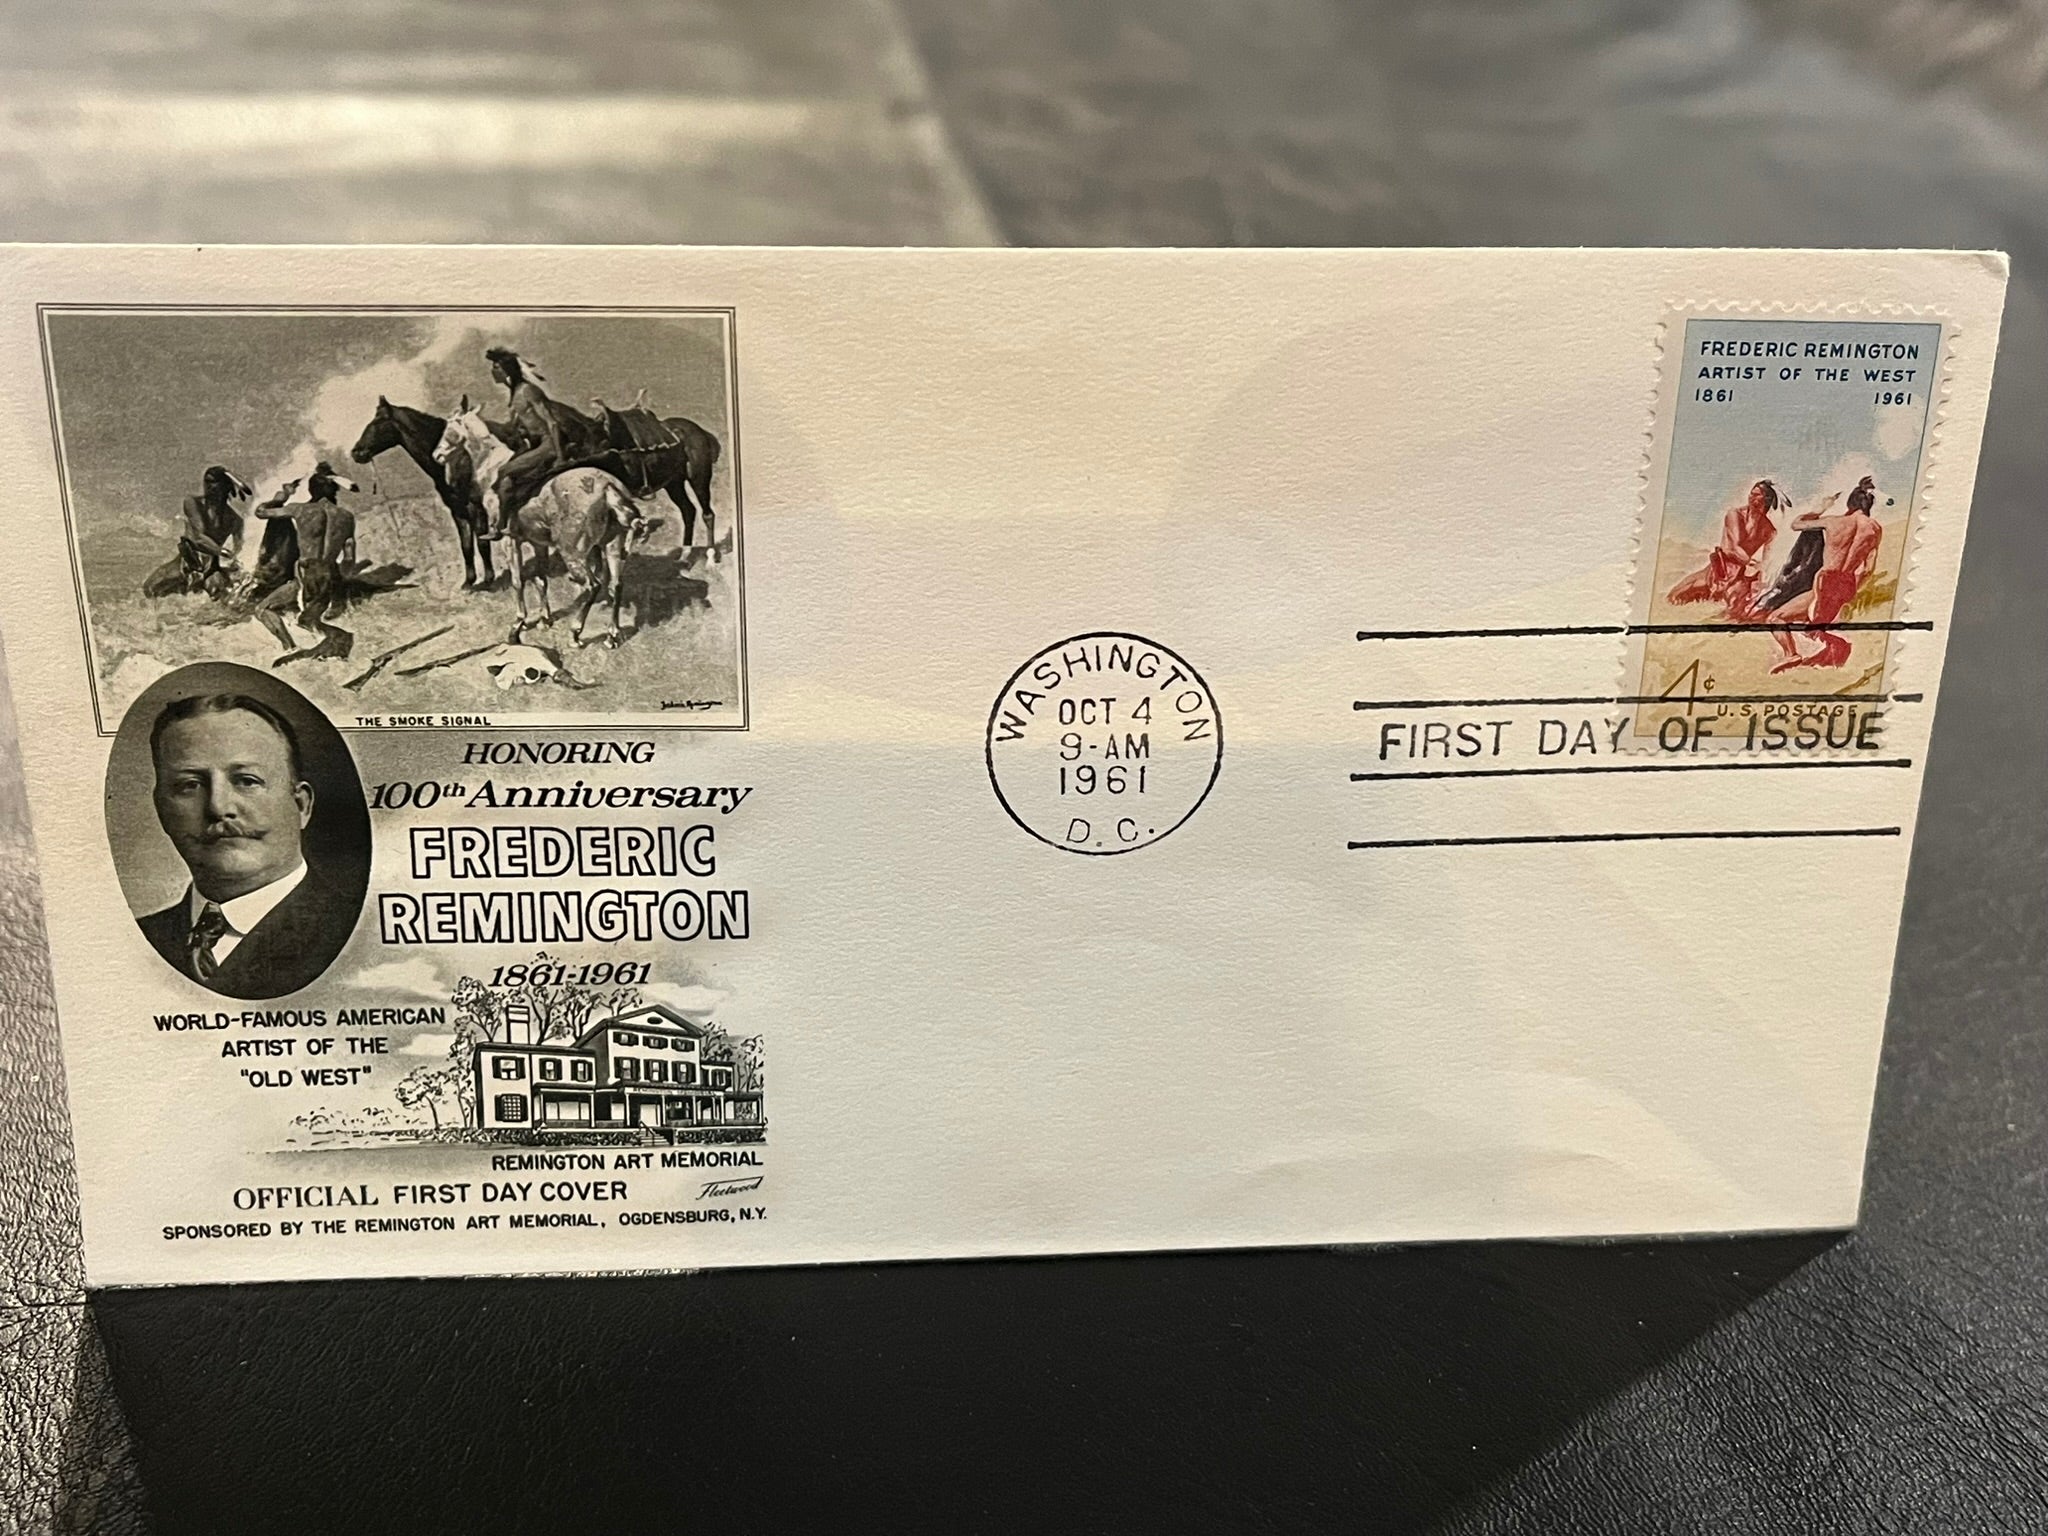 THE SMOKE SIGNAL
Frederic Remington
HONORING
100th Anniversary
FREDERIC
REMINGTON
1861-1961
WORLD-FAMOUS AMERICAN
ARTIST OF THE
"OLD WEST"
REMINGTON ART MEMORIAL
OFFICIAL FIRST DAY COVER
Fleetwood
SPONSORED BY THE REMINGTON ART MEMORIAL, OGDENSBURG, N.Y.
WASHINGTON
OCT 4
9-AM
1961
D. C.
FREDERIC REMINGTON
ARTIST OF THE WEST
1861 1961
4¢
U.S. POSTAGE
FIRST DAY OF ISSUE